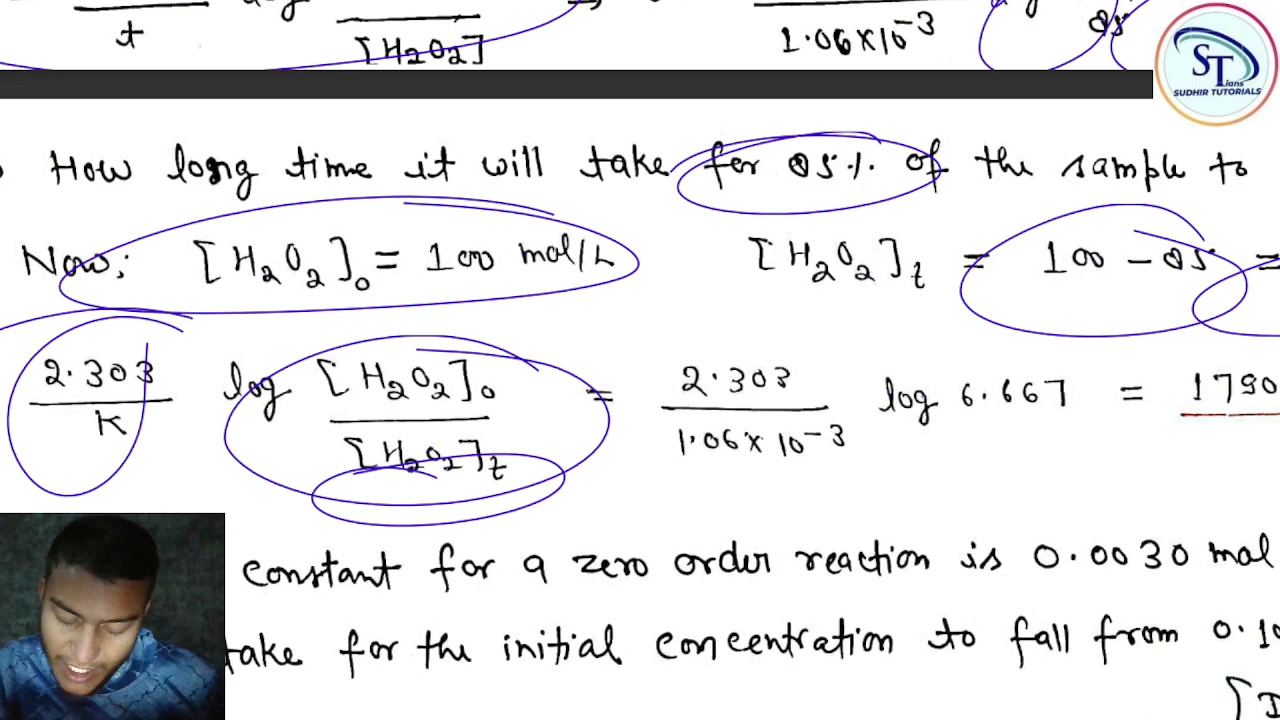 t
[H2O2]
1.06×10⁻³
85
ST
ians
SUDHIR TUTORIALS
How long time it will take for 85% of the sample to
Now; [H2O2]₀ = 100 mol/L [H2O2]t = 100 - 85 =
2.303/K log [H2O2]₀/[H2O2]t = 2.303/1.06×10⁻³ log 6.667 = 1790
constant for a zero order reaction is 0.0030 mol
take for the initial concentration to fall from 0.10